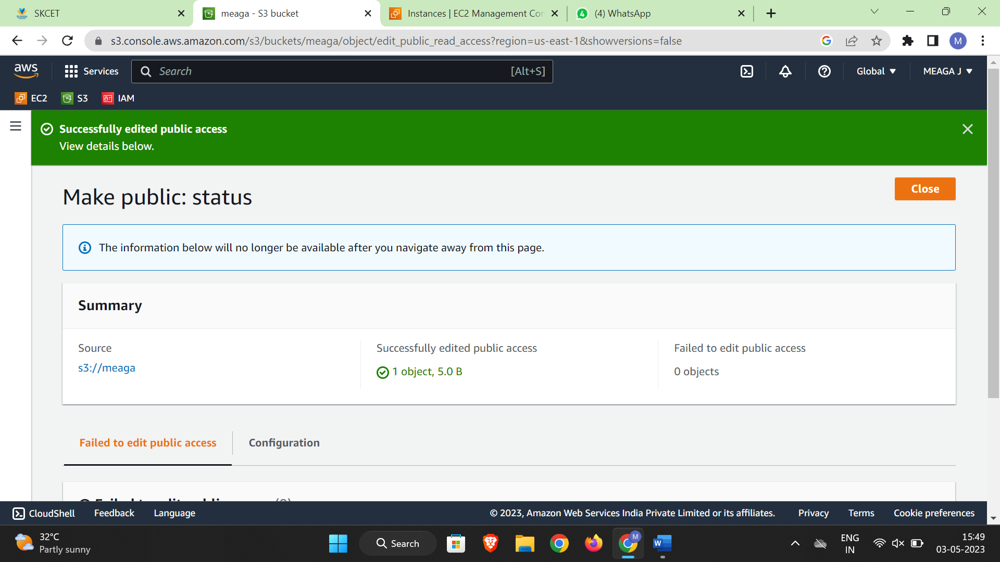 SKCET
meaga - S3 bucket
Instances | EC2 Management Con
(4) WhatsApp
s3.console.aws.amazon.com/s3/buckets/meaga/object/edit_public_read_access?region=us-east-1&showversions=false
M
aws
Services
Search
[Alt+S]
Global
MEAGA J
EC2
S3
IAM
Successfully edited public access
View details below.
Make public: status
Close
The information below will no longer be available after you navigate away from this page.
Summary
Source
s3://meaga
Successfully edited public access
1 object, 5.0 B
Failed to edit public access
0 objects
Failed to edit public access
Configuration
CloudShell
Feedback
Language
© 2023, Amazon Web Services India Private Limited or its affiliates.
Privacy
Terms
Cookie preferences
32°C
Partly sunny
Search
M
W
ENG
IN
15:49
03-05-2023